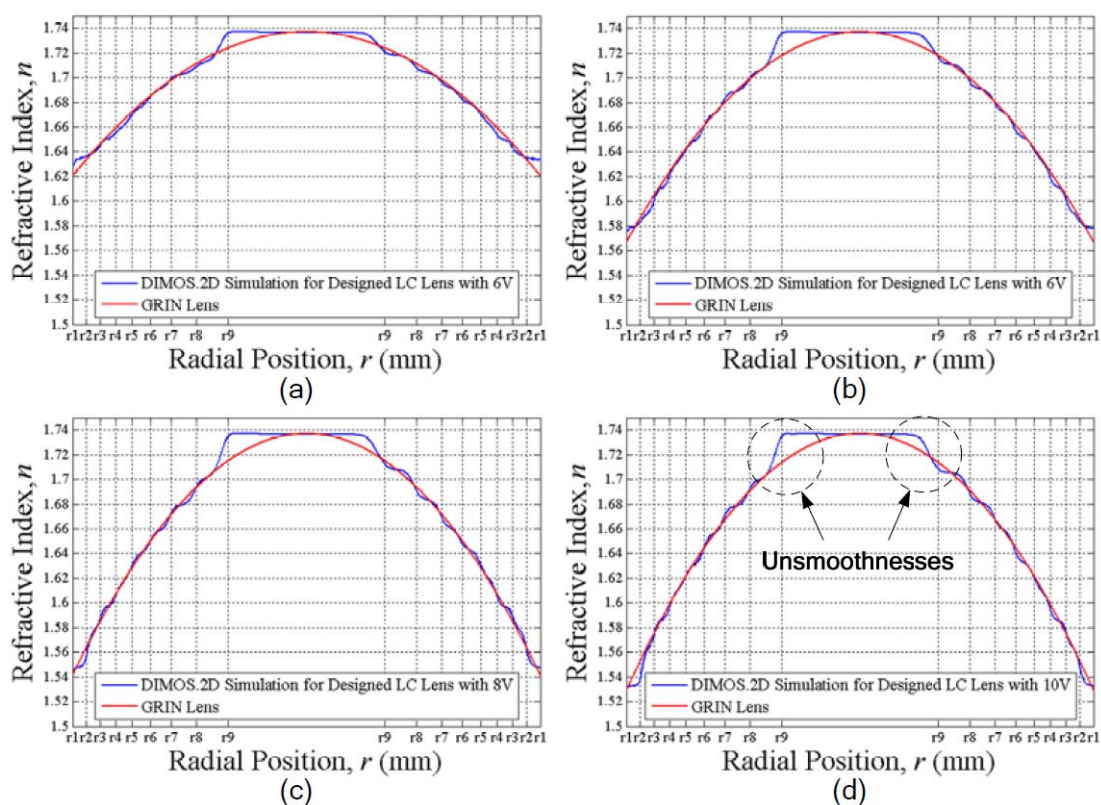 1.74
1.72
1.7
1.68
1.66
1.64
1.62
1.6
1.58
1.56
1.54
1.52
1.5
Refractive Index, n
DIMOS.2D Simulation for Designed LC Lens with 6V
GRIN Lens
r1r2r3 r4 r5 r6 r7 r8 r9 r9 r8 r7 r6 r5 r4 r3r2r1
Radial Position, r (mm)
(a)
1.74
1.72
1.7
1.68
1.66
1.64
1.62
1.6
1.58
1.56
1.54
1.52
1.5
Refractive Index, n
DIMOS.2D Simulation for Designed LC Lens with 6V
GRIN Lens
r1r2r3 r4 r5 r6 r7 r8 r9 r9 r8 r7 r6 r5 r4 r3r2r1
Radial Position, r (mm)
(b)
1.74
1.72
1.7
1.68
1.66
1.64
1.62
1.6
1.58
1.56
1.54
1.52
1.5
Refractive Index, n
DIMOS.2D Simulation for Designed LC Lens with 8V
GRIN Lens
r1r2r3 r4 r5 r6 r7 r8 r9 r9 r8 r7 r6 r5 r4 r3r2r1
Radial Position, r (mm)
(c)
1.74
1.72
1.7
1.68
1.66
1.64
1.62
1.6
1.58
1.56
1.54
1.52
1.5
Refractive Index, n
Unsmoothnesses
DIMOS.2D Simulation for Designed LC Lens with 10V
GRIN Lens
r1r2r3 r4 r5 r6 r7 r8 r9 r9 r8 r7 r6 r5 r4 r3r2r1
Radial Position, r (mm)
(d)